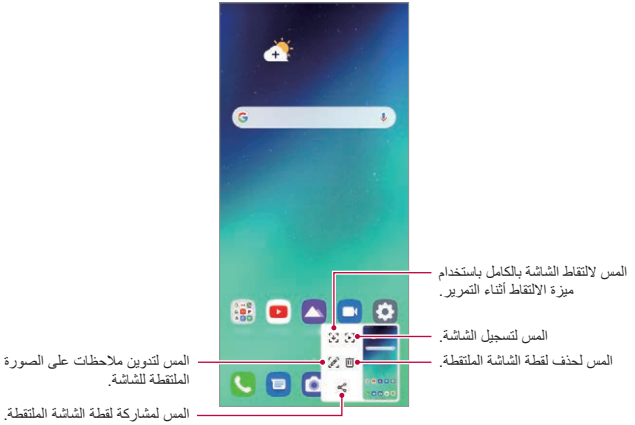 المس لالتقاط الشاشة بالكامل باستخدام
ميزة الالتقاط أثناء التمرير.
المس لتسجيل الشاشة.
المس لحذف لقطة الشاشة الملتقطة.
المس لتدوين ملاحظات على الصورة
الملتقطة للشاشة.
المس لمشاركة لقطة الشاشة الملتقطة.